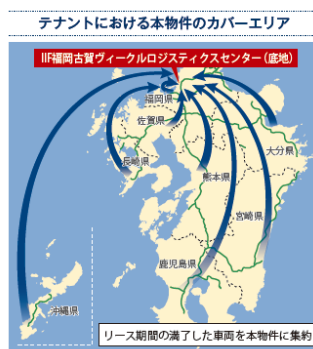 テナントにおける本物件のカバーエリア
IIF福岡古賀ヴィークルロジスティクスセンター（底地）
福岡県
佐賀県
大分県
長崎県
熊本県
宮崎県
鹿児島県
沖縄県
リース期間の満了した車両を本物件に集約